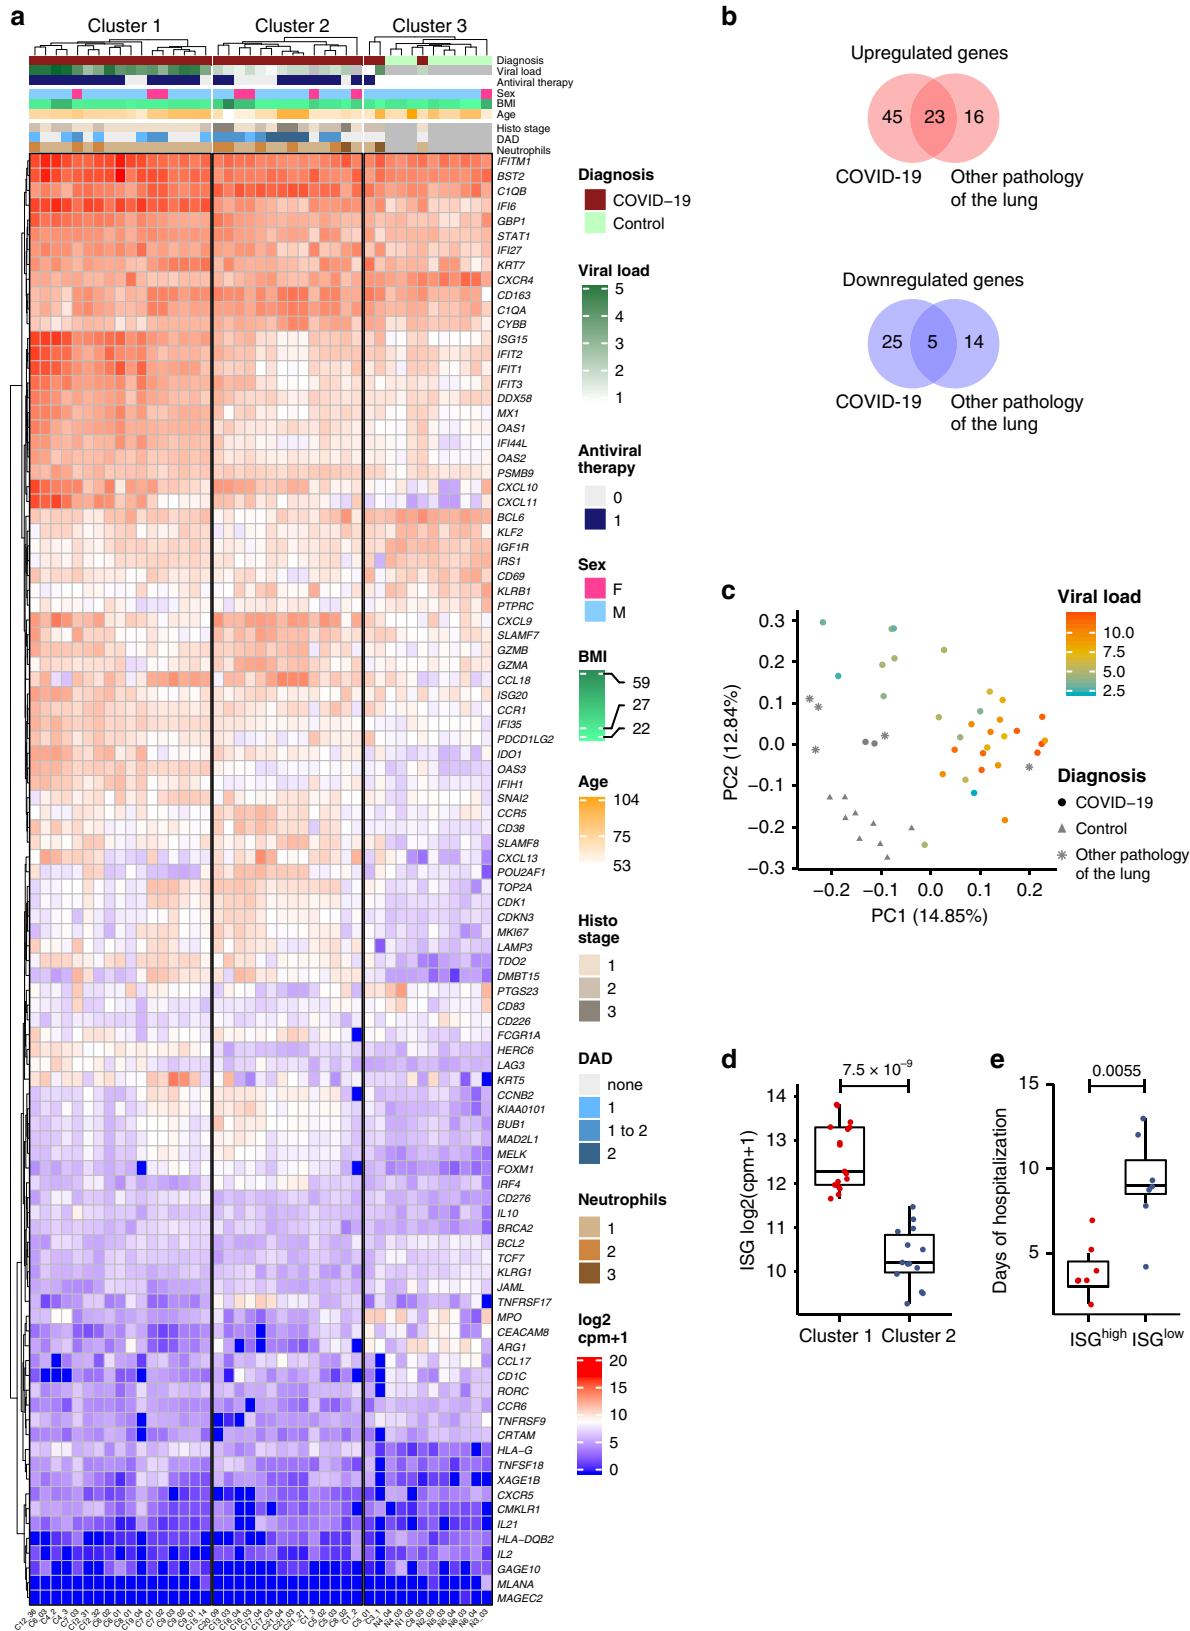 a
Cluster 1
Cluster 2
Cluster 3
Diagnosis
Viral load
Antiviral therapy
Sex
BMI
Age
Histo stage
DAD
Neutrophils
IFITM1
BST2
C1QB
IFI6
GBP1
STAT1
IFI27
KRT7
CXCR4
CD163
C1QA
CYBB
ISG15
IFIT2
IFIT1
IFIT3
DDX58
MX1
OAS1
IFI44L
OAS2
PSMB9
CXCL10
CXCL11
BCL6
KLF2
IGF1R
IRS1
CD69
KLRB1
PTPRC
CXCL9
SLAMF7
GZMB
GZMA
CCL18
ISG20
CCR1
IFI35
PDCD1LG2
IDO1
OAS3
IFIH1
SNAI2
CCR5
CD38
SLAMF8
CXCL13
POU2AF1
TOP2A
CDK1
CDKN3
MKI67
LAMP3
TDO2
DMBT15
PTGS23
CD83
CD226
FCGR1A
HERC6
LAG3
KRT5
CCNB2
KIAA0101
BUB1
MAD2L1
MELK
FOXM1
IRF4
CD276
IL10
BRCA2
BCL2
TCF7
KLRG1
JAML
TNFRSF17
MPO
CEACAM8
ARG1
CCL17
CD1C
RORC
CCR6
TNFRSF9
CRTAM
HLA−G
TNFSF18
XAGE1B
CXCR5
CMKLR1
IL21
HLA−DQB2
IL2
GAGE10
MLANA
MAGEC2
Diagnosis
COVID−19
Control
Viral load
5
4
3
2
1
Antiviral
therapy
0
1
Sex
F
M
BMI
59
27
22
Age
104
75
53
Histo
stage
1
2
3
DAD
none
1
1 to 2
2
Neutrophils
1
2
3
log2
cpm+1
20
15
10
5
0
b
Upregulated genes
45 23 16
COVID-19
Other pathology
of the lung
Downregulated genes
25 5 14
COVID-19
Other pathology
of the lung
c
PC2 (12.84%)
0.3
0.2
0.1
0.0
−0.1
−0.2
−0.3
−0.2 −0.1 0.0 0.1 0.2
PC1 (14.85%)
Viral load
10.0
7.5
5.0
2.5
Diagnosis
COVID−19
Control
Other pathology
of the lung
d
7.5 × 10⁻⁹
ISG log2(cpm+1)
14
13
12
11
10
Cluster 1 Cluster 2
e
0.0055
Days of hospitalization
15
10
5
ISGhigh ISGlow